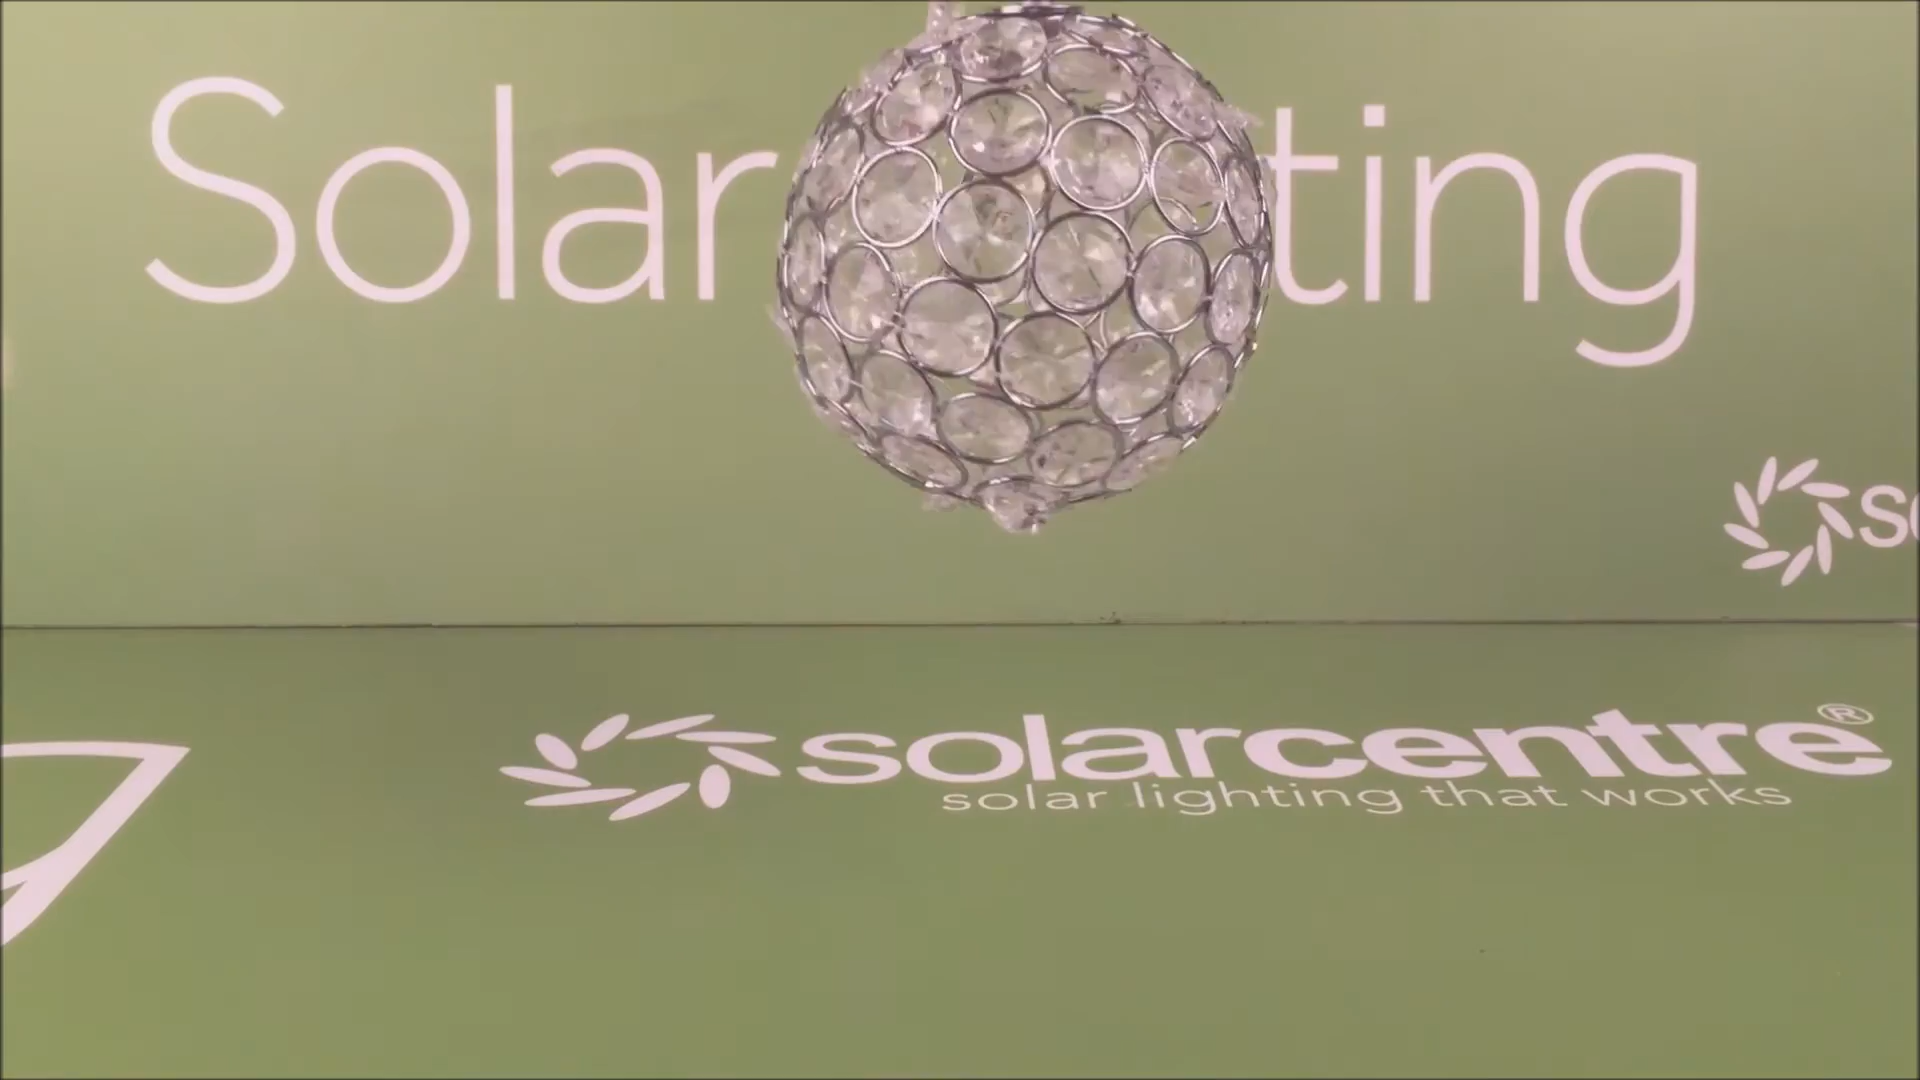 Solar ting
solarcentre®
solar lighting that works